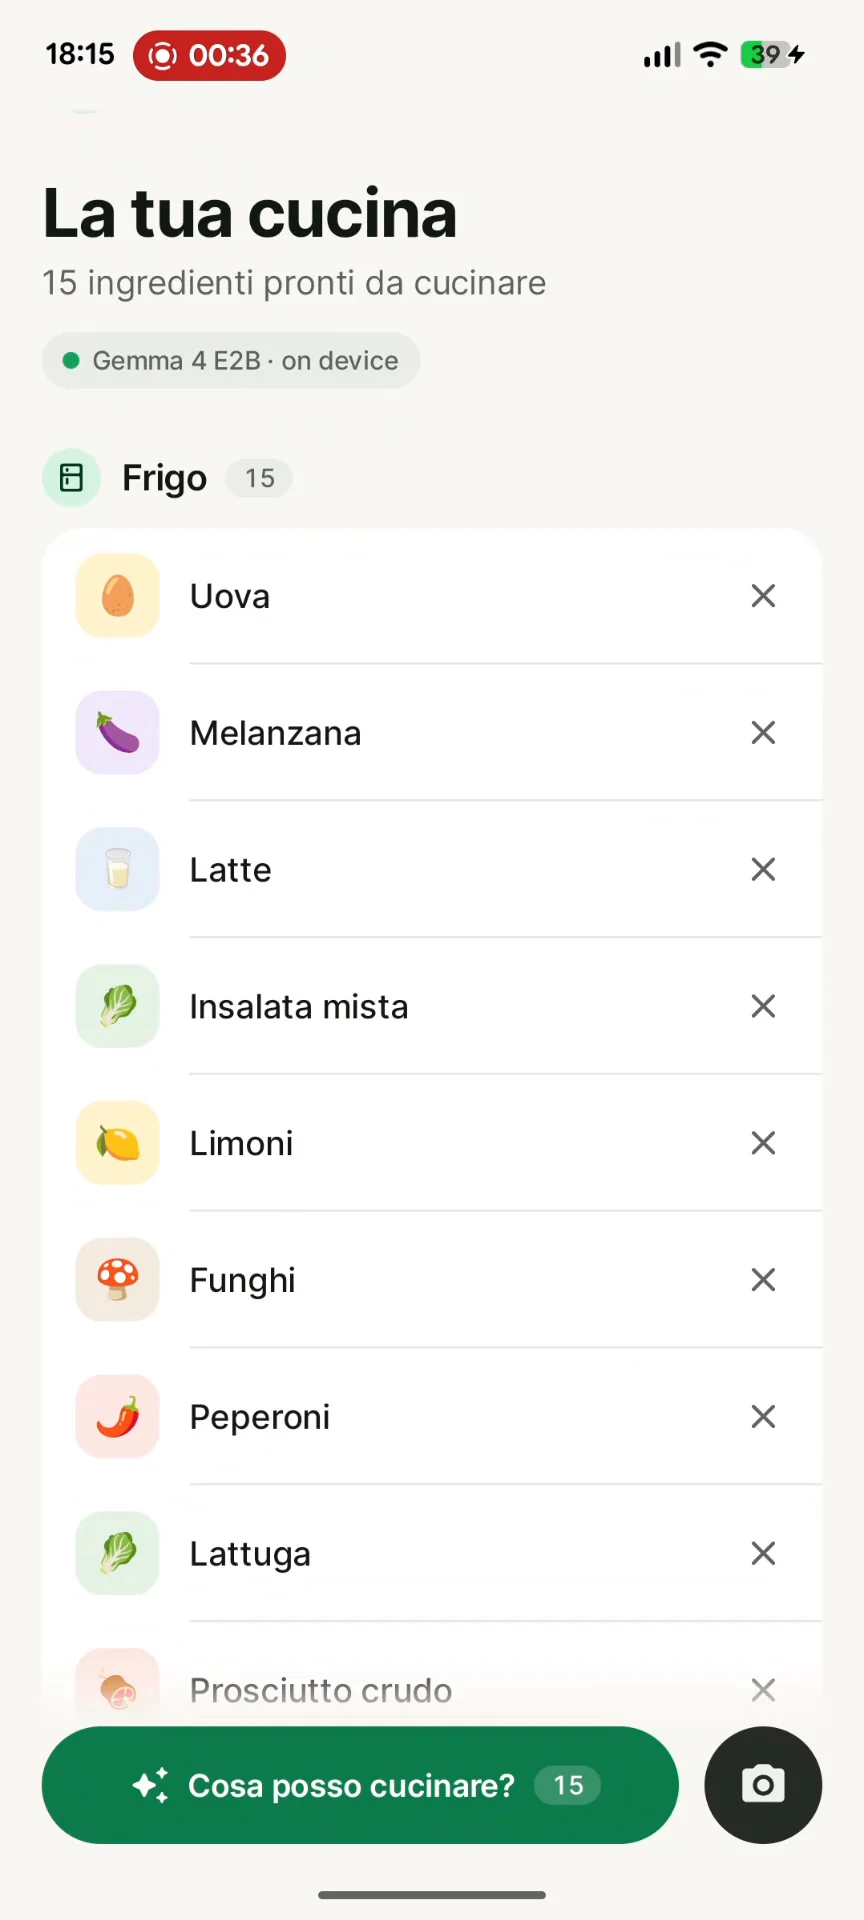 18:15 00:36 39
La tua cucina
15 ingredienti pronti da cucinare
Gemma 4 E2B · on device
Frigo 15
Uova
Melanzana
Latte
Insalata mista
Limoni
Funghi
Peperoni
Lattuga
Prosciutto crudo
Cosa posso cucinare? 15